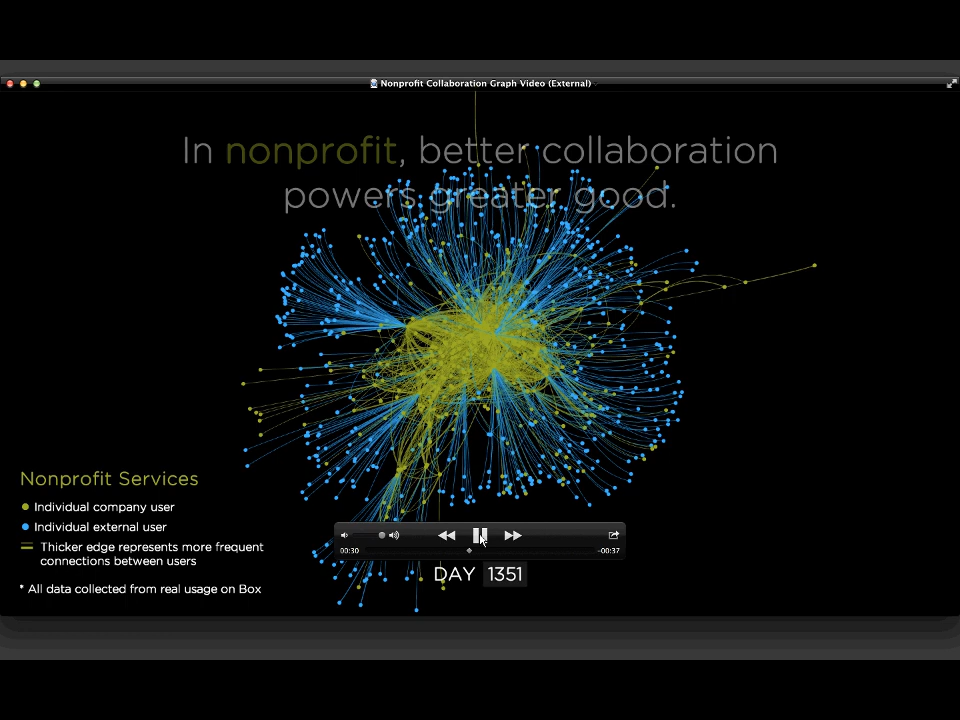 Nonprofit Collaboration Graph Video (External)
In nonprofit, better collaboration
powers greater good.
Nonprofit Services
Individual company user
Individual external user
Thicker edge represents more frequent
connections between users
* All data collected from real usage on Box
00:30
-00:37
DAY 1351